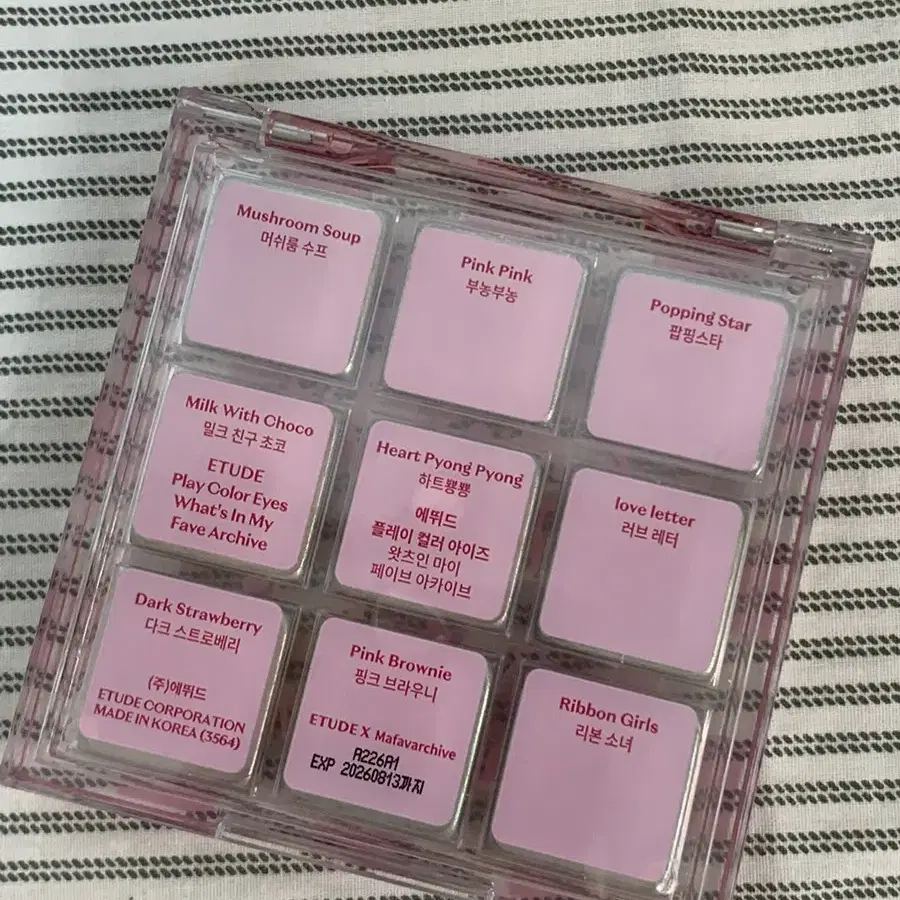 Mushroom Soup
머쉬룸 수프
Pink Pink
부농부농
Popping Star
팝핑스타
Milk With Choco
밀크 친구 초코
ETUDE
Play Color Eyes
What's In My
Fave Archive
Heart Pyong Pyong
하트뿅뿅
에뛰드
플레이 컬러 아이즈
왓츠인 마이
페이브 아카이브
love letter
러브 레터
Dark Strawberry
다크 스트로베리
(주)에뛰드
ETUDE CORPORATION
MADE IN KOREA (3564)
Pink Brownie
핑크 브라우니
ETUDE X Mafavarchive
A226A1
EXP 20260813까지
Ribbon Girls
리본 소녀